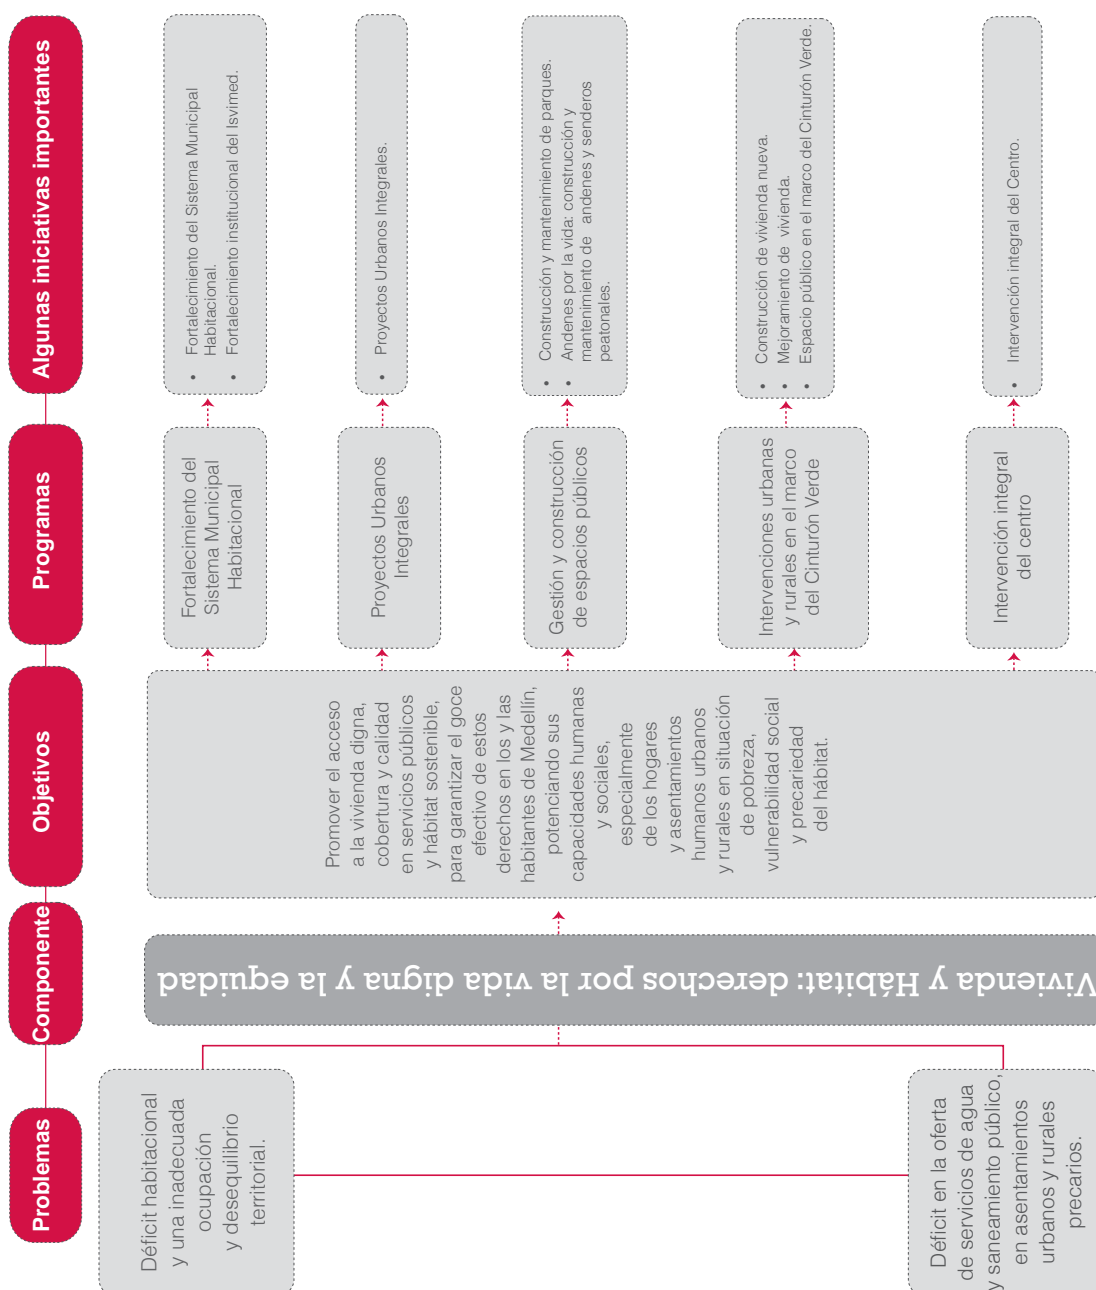 Problemas
Componente
Objetivos
Programas
Algunas iniciativas importantes
Déficit habitacional
y una inadecuada
ocupación
y desequilibrio
territorial.
Déficit en la oferta
de servicios de agua
y saneamiento público,
en asentamientos
urbanos y rurales
precarios.
Vivienda y Hábitat: derechos por la vida digna y la equidad
Promover el acceso
a la vivienda digna,
cobertura y calidad
en servicios públicos
y hábitat sostenible,
para garantizar el goce
efectivo de estos
derechos en los y las
habitantes de Medellín,
potenciando sus
capacidades humanas
y sociales,
especialmente
de los hogares
y asentamientos
humanos urbanos
y rurales en situación
de pobreza,
vulnerabilidad social
y precariedad
del hábitat.
Fortalecimiento del
Sistema Municipal
Habitacional
• Fortalecimiento del Sistema Municipal
Habitacional.
• Fortalecimiento institucional del Isvimed.
Proyectos Urbanos
Integrales
• Proyectos Urbanos Integrales.
Gestión y construcción
de espacios públicos
• Construcción y mantenimiento de parques.
• Andenes por la vida: construcción y
mantenimiento de andenes y senderos
peatonales.
Intervenciones urbanas
y rurales en el marco
del Cinturón Verde
• Construcción de vivienda nueva.
• Mejoramiento de vivienda.
• Espacio público en el marco del Cinturón Verde.
Intervención integral
del centro
• Intervención integral del Centro.